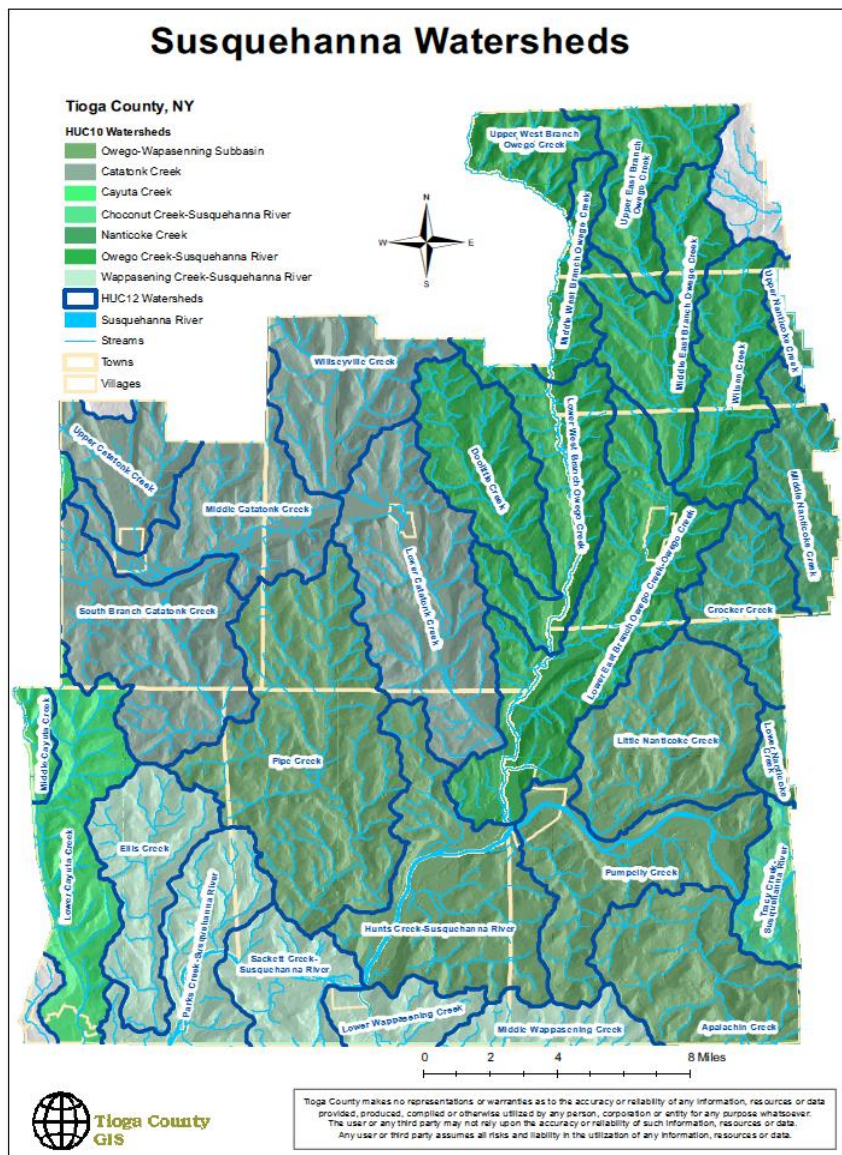 Susquehanna Watersheds
Tioga County, NY
HUC10 Watersheds
Owego-Wapasenning Subbasin
Catatonk Creek
Cayuta Creek
Choconut Creek-Susquehanna River
Nanticoke Creek
Owego Creek-Susquehanna River
Wappasening Creek-Susquehanna River
HUC12 Watersheds
Susquehanna River
Streams
Towns
Villages
N
W
E
S
Upper West Branch
Owego Creek
Upper East Branch
Owego Creek
Middle West Branch Owego Creek
Middle East Branch Owego Creek
Upper Nanticoke Creek
Wilson Creek
Willseyville Creek
Upper Catatonk Creek
Doolittle Creek
Lower West Branch Owego Creek
Middle Catatonk Creek
Middle Nanticoke Creek
Lower Catatonk Creek
Lower East Branch Owego Creek-Owego Creek
South Branch Catatonk Creek
Crocker Creek
Middle Cayuta Creek
Pipe Creek
Little Nanticoke Creek
Lower Nanticoke
Creek
Ellis Creek
Lower Cayuta Creek
Pumpelly Creek
Tracy Creek-
Susquehanna River
Parks Creek-Susquehanna River
Hunts Creek-Susquehanna River
Sackett Creek-
Susquehanna River
Lower Wappasening Creek
Middle Wappasening Creek
Apalachin Creek
0 2 4 8 Miles
Tioga County
GIS
Tioga County makes no representations or warranties as to the accuracy or reliability of any information, resources or data
provided, produced, compiled or otherwise utilized by any person, corporation or entity for any purpose whatsoever.
The user or any third party may not rely upon the accuracy or reliability of such information, resources or data.
Any user or third party assumes all risks and liability in the utilization of any information, resources or data.